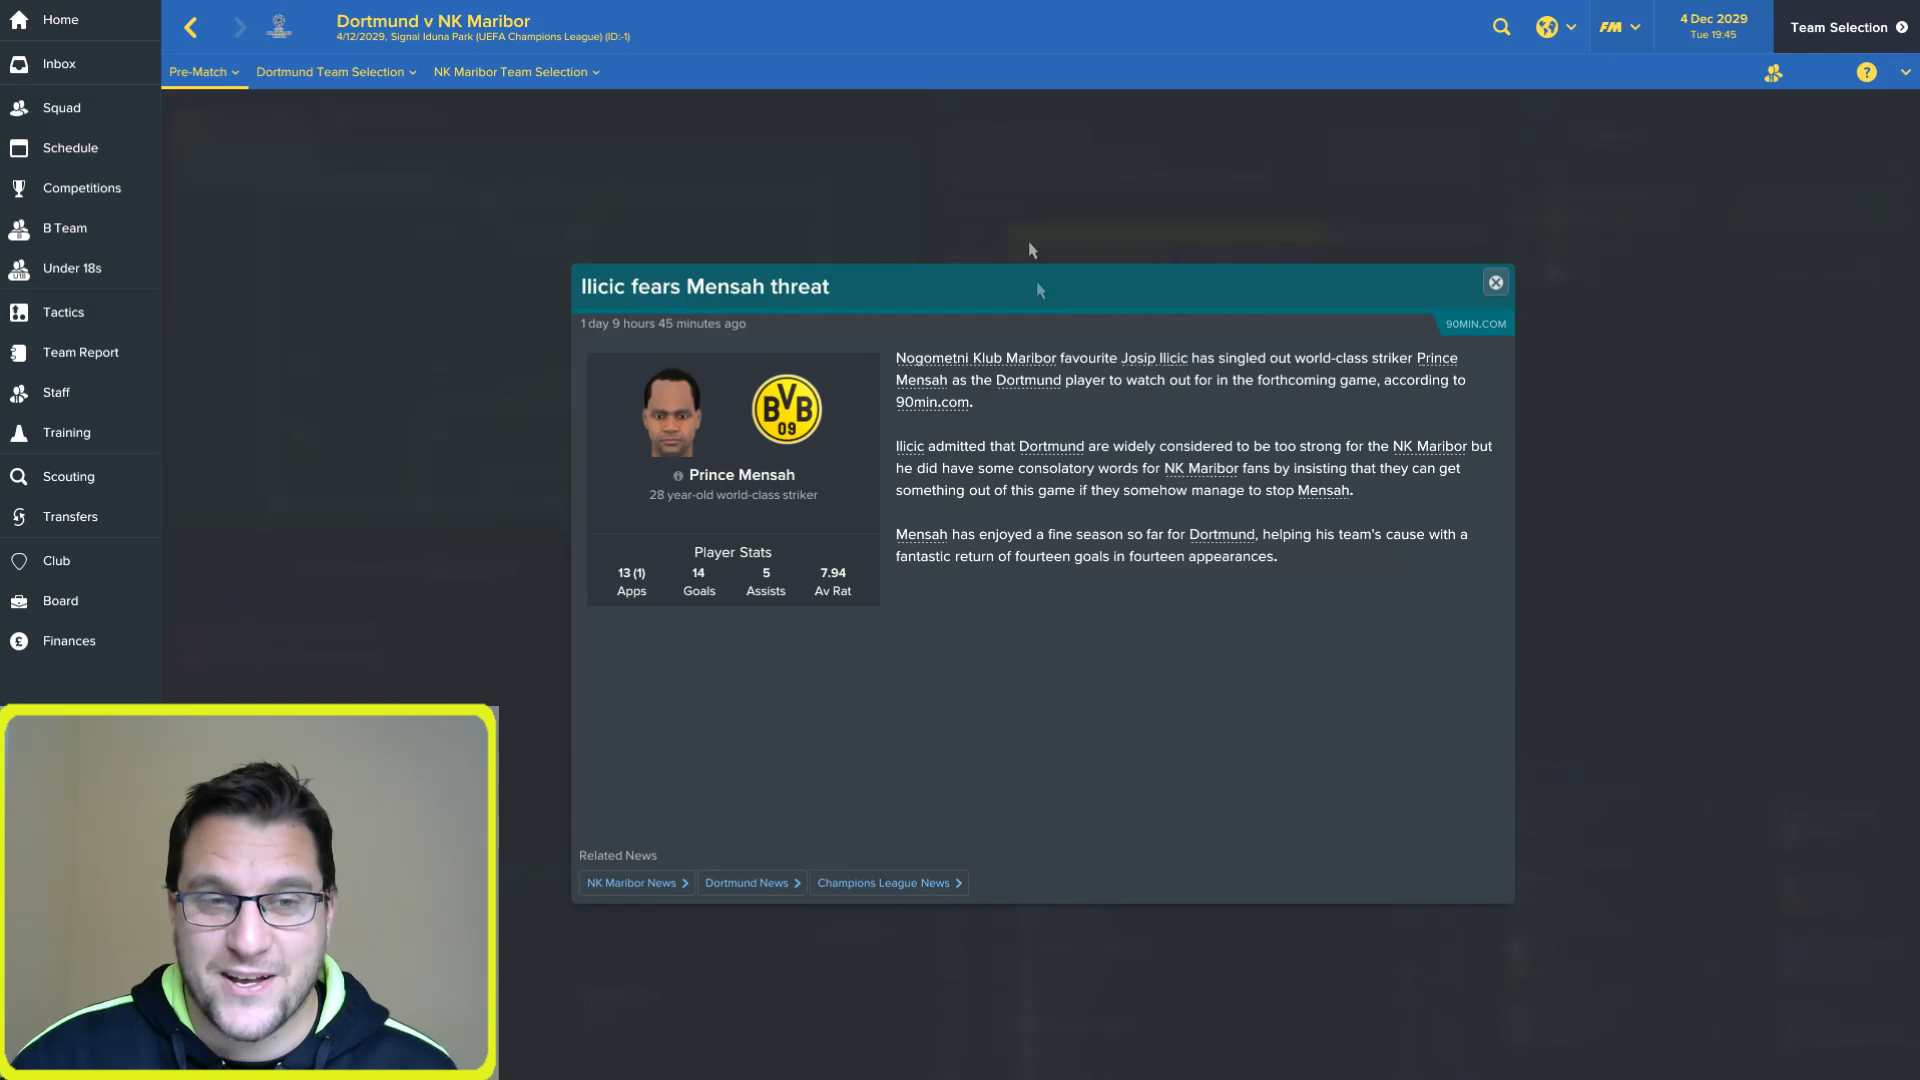 Home
Inbox
Squad
Schedule
Competitions
B Team
Under 18s
Tactics
Team Report
Staff
Training
Scouting
Transfers
Club
Board
Finances
Dortmund v NK Maribor
4/12/2029, Signal Iduna Park (UEFA Champions League) (ID:-1)
FM
4 Dec 2029
Tue 19:45
Team Selection
Pre-Match
Dortmund Team Selection
NK Maribor Team Selection
?
Ilicic fears Mensah threat
1 day 9 hours 45 minutes ago
90MIN.COM
BVB
09
Prince Mensah
28 year-old world-class striker
Player Stats
13 (1) 14 5 7.94
Apps Goals Assists Av Rat
Nogometni Klub Maribor favourite Josip Ilicic has singled out world-class striker Prince
Mensah as the Dortmund player to watch out for in the forthcoming game, according to
90min.com.
Ilicic admitted that Dortmund are widely considered to be too strong for the NK Maribor but
he did have some consolatory words for NK Maribor fans by insisting that they can get
something out of this game if they somehow manage to stop Mensah.
Mensah has enjoyed a fine season so far for Dortmund, helping his team's cause with a
fantastic return of fourteen goals in fourteen appearances.
Related News
NK Maribor News
Dortmund News
Champions League News